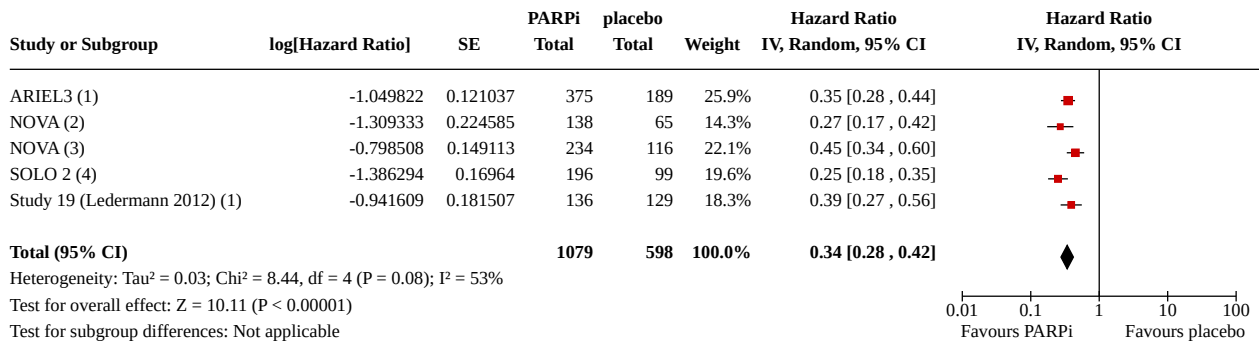 PARPi placebo Hazard Ratio Hazard Ratio
Study or Subgroup log[Hazard Ratio] SE Total Total Weight IV, Random, 95% CI IV, Random, 95% CI
ARIEL3 (1) -1.049822 0.121037 375 189 25.9% 0.35 [0.28 , 0.44]
NOVA (2) -1.309333 0.224585 138 65 14.3% 0.27 [0.17 , 0.42]
NOVA (3) -0.798508 0.149113 234 116 22.1% 0.45 [0.34 , 0.60]
SOLO 2 (4) -1.386294 0.16964 196 99 19.6% 0.25 [0.18 , 0.35]
Study 19 (Ledermann 2012) (1) -0.941609 0.181507 136 129 18.3% 0.39 [0.27 , 0.56]
Total (95% CI) 1079 598 100.0% 0.34 [0.28 , 0.42]
Heterogeneity: Tau² = 0.03; Chi² = 8.44, df = 4 (P = 0.08); I² = 53%
Test for overall effect: Z = 10.11 (P < 0.00001)
Test for subgroup differences: Not applicable
0.01 0.1 1 10 100
Favours PARPi Favours placebo